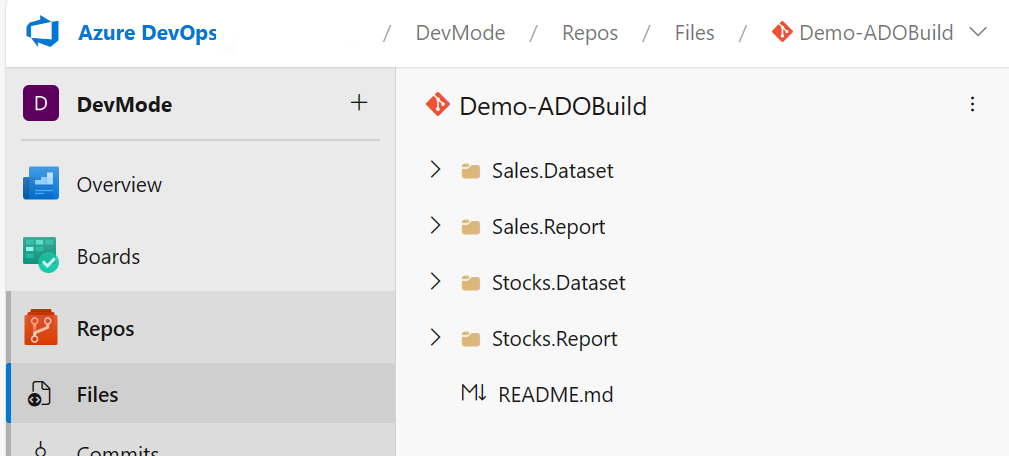 Azure DevOps / DevMode / Repos / Files / Demo-ADOBuild
D DevMode +
Demo-ADOBuild
Overview
Boards
Repos
Files
Commits
Sales.Dataset
Sales.Report
Stocks.Dataset
Stocks.Report
M↓ README.md